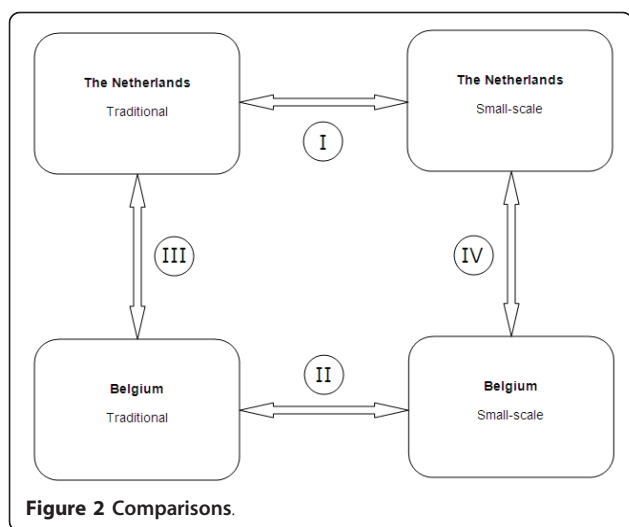 The Netherlands
Traditional
The Netherlands
Small-scale
I
III
IV
II
Belgium
Traditional
Belgium
Small-scale
Figure 2 Comparisons.